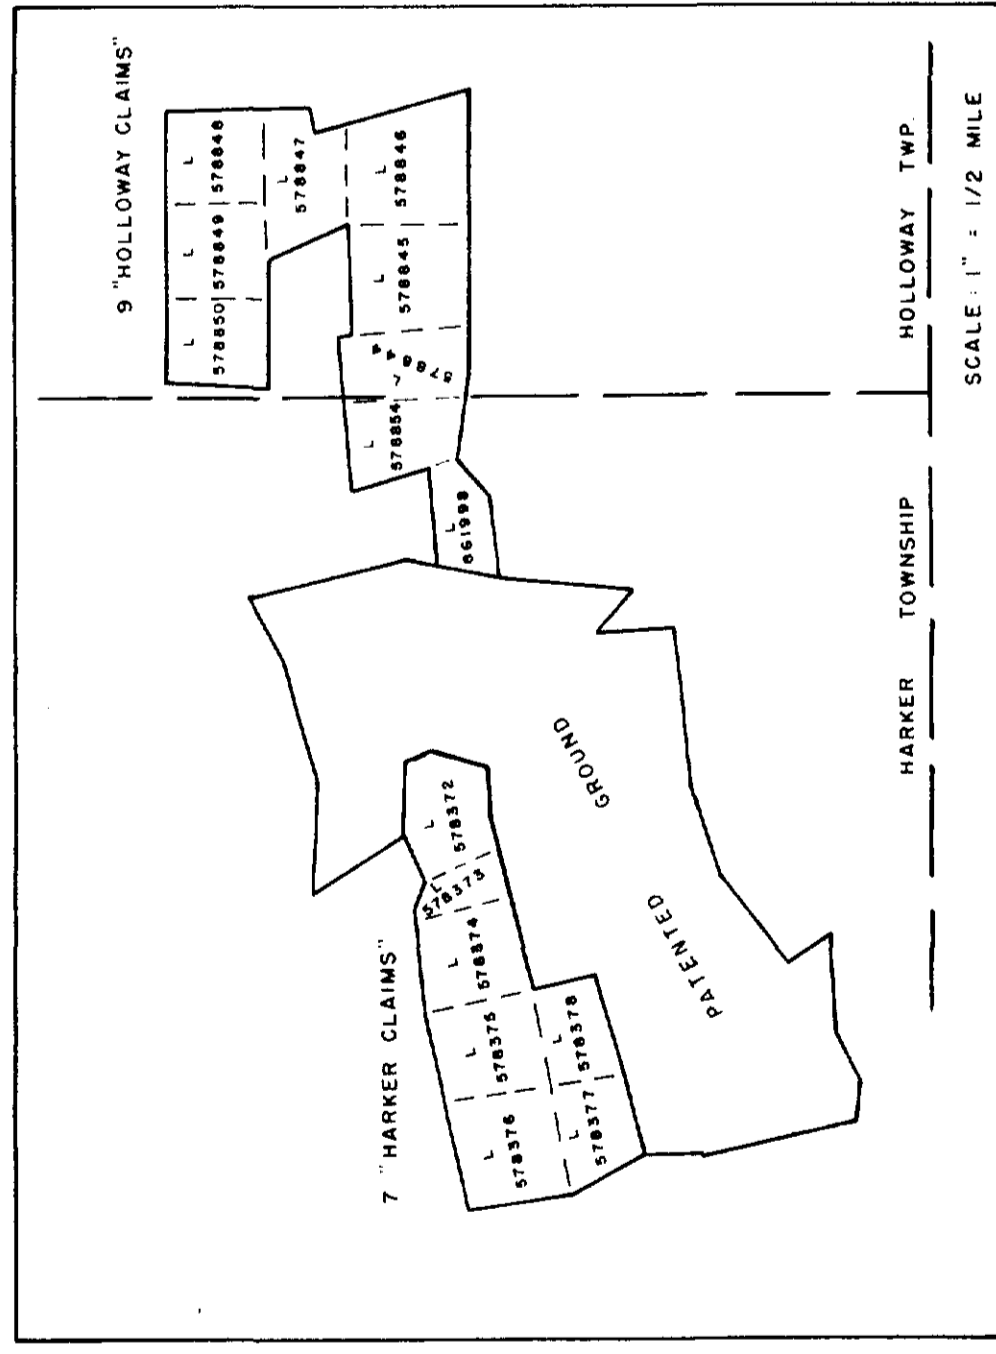 9 "HOLLOWAY CLAIMS"
L
578850
L
578849
L
578848
L
578847
L
578846
L
578845
L
578844
L
578854
L
661998
7 "HARKER CLAIMS"
L
578376
L
578375
L
578374
L
578373
L
578372
L
578377
L
578378
PATENTED GROUND
HARKER TOWNSHIP
HOLLOWAY TWP.
SCALE : 1" = 1/2 MILE